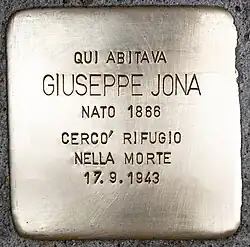 QUI ABITAVA
GIUSEPPE JONA
NATO 1866
CERCO' RIFUGIO
NELLA MORTE
17.9.1943